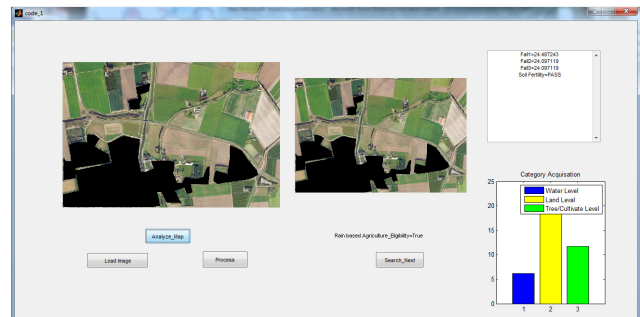 code_1
Fail1=24.487243
Fail2=24.097119
Fail3=24.097119
Soil Fertility=PASS
Category Acquisation
25
20
15
10
5
0
Water Level
Land Leval
Tree/Cultivate Level
1 2 3
Analyze_Map
Load Image
Process
Rain based Agriculture_Eligibility=True
Search_Next